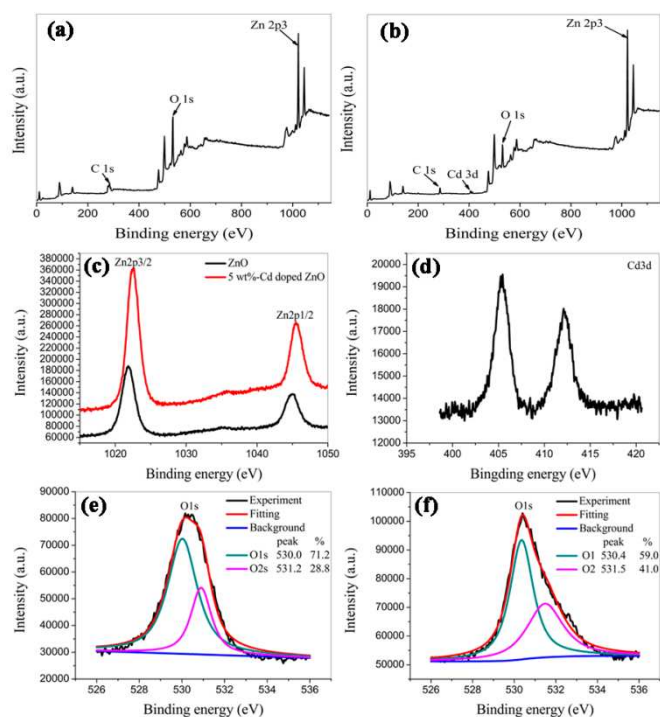 (a)
Zn 2p3
O 1s
C 1s
Intensity (a.u.)
0 200 400 600 800 1000
Binding energy (eV)
(b)
Zn 2p3
O 1s
C 1s
Cd 3d
Intensity (a.u.)
0 200 400 600 800 1000
Binding energy (eV)
(c)
Zn2p3/2
ZnO
5 wt%-Cd doped ZnO
Zn2p1/2
Intensity (a.u.)
380000
360000
340000
320000
300000
280000
260000
240000
220000
200000
180000
160000
140000
120000
100000
80000
60000
1020 1030 1040 1050
Binding energy (eV)
(d)
Cd3d
Intensity (a.u.)
20000
19000
18000
17000
16000
15000
14000
13000
12000
395 400 405 410 415 420
Bingding energy (eV)
(e)
O1s
Experiment
Fitting
Background
peak %
O1s 530.0 71.2
O2s 531.2 28.8
Intensity (a.u.)
90000
80000
70000
60000
50000
40000
30000
20000
526 528 530 532 534 536
Binding energy (eV)
(f)
O1s
Experiment
Fitting
Background
peak %
O1 530.4 59.0
O2 531.5 41.0
Intensity (a.u.)
110000
100000
90000
80000
70000
60000
50000
526 528 530 532 534 536
Binding energy (eV)